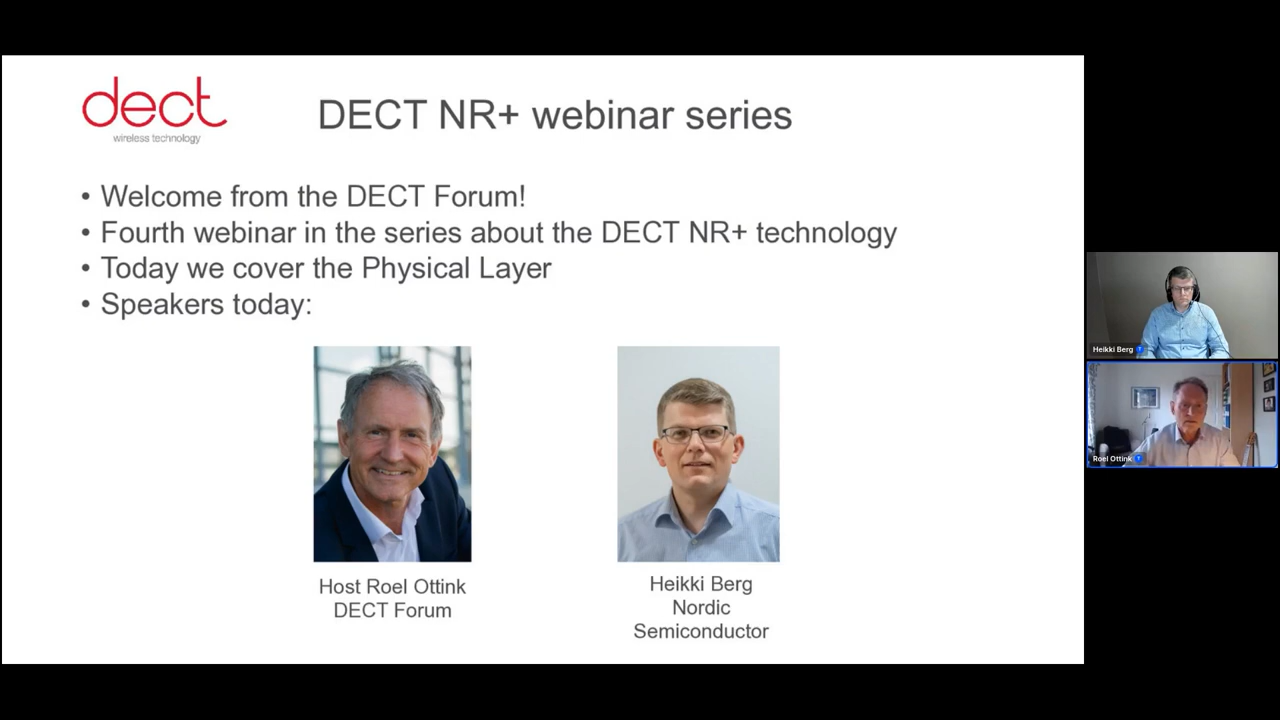 dect
wireless technology
DECT NR+ webinar series
• Welcome from the DECT Forum!
• Fourth webinar in the series about the DECT NR+ technology
• Today we cover the Physical Layer
• Speakers today:
Host Roel Ottink
DECT Forum
Heikki Berg
Nordic
Semiconductor
Heikki Berg
Roel Ottink